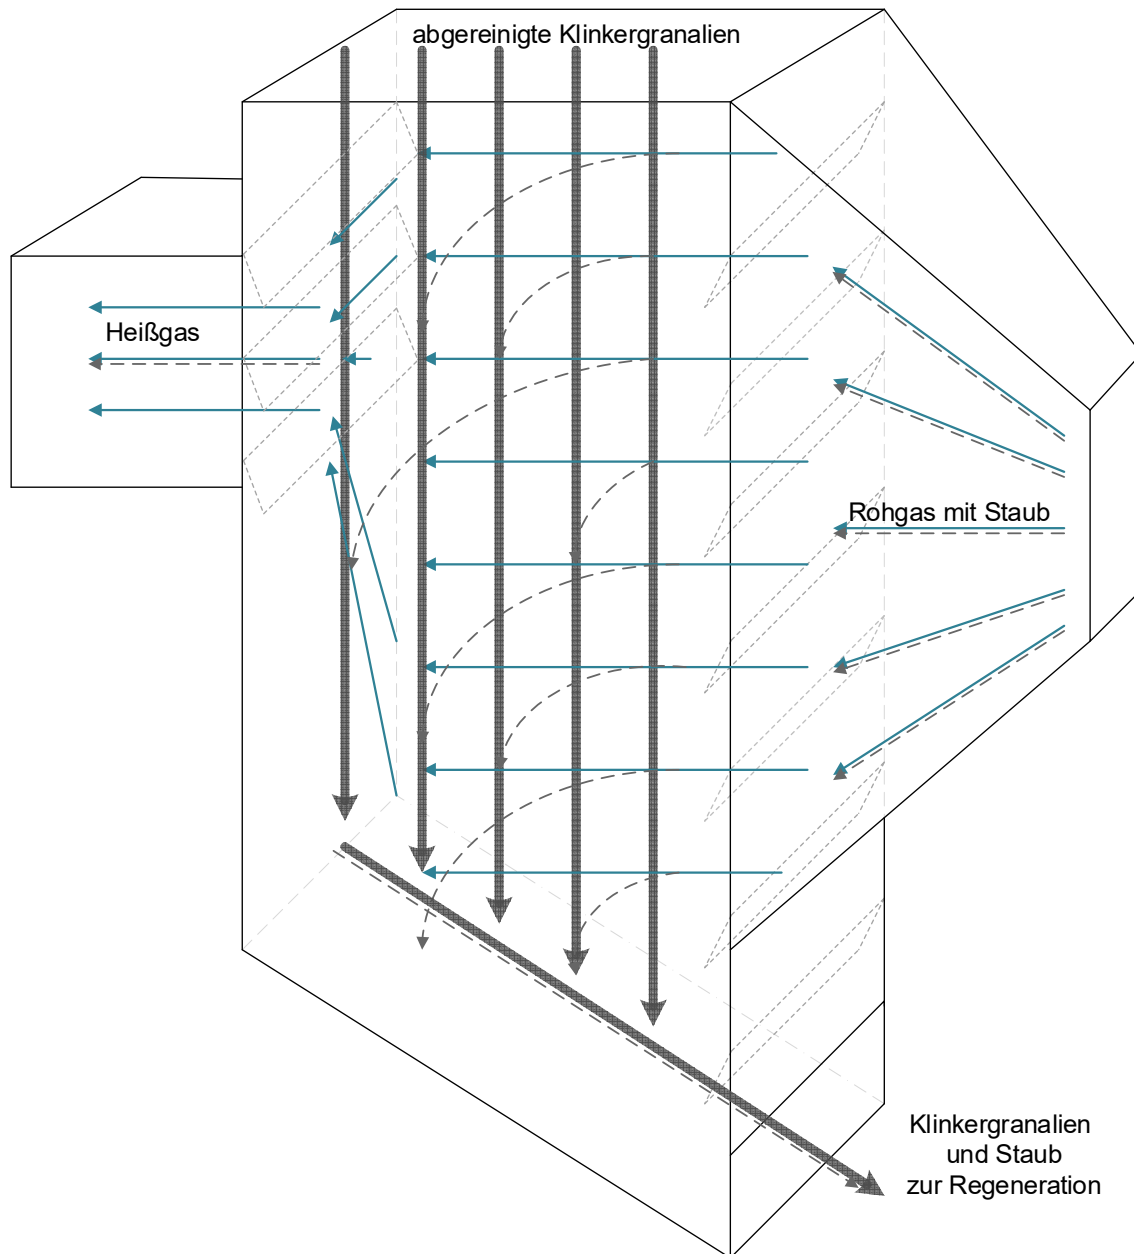 abgereinigte Klinkergranalien
Heißgas
Rohgas mit Staub
Klinkergranalien
und Staub
zur Regeneration